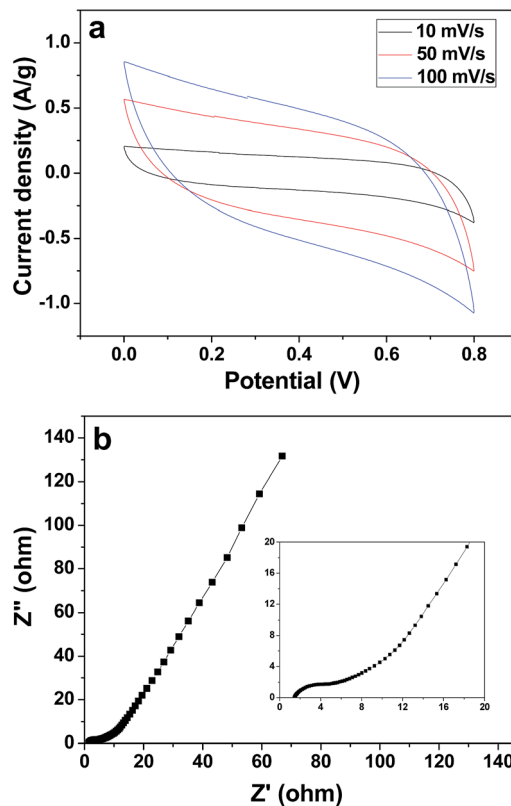 a
10 mV/s
50 mV/s
100 mV/s
Current density (A/g)
1.0
0.5
0.0
-0.5
-1.0
0.0 0.2 0.4 0.6 0.8
Potential (V)
b
Z'' (ohm)
140
120
100
80
60
40
20
0
0 20 40 60 80 100 120 140
Z' (ohm)
20
16
12
8
4
0
0 4 8 12 16 20